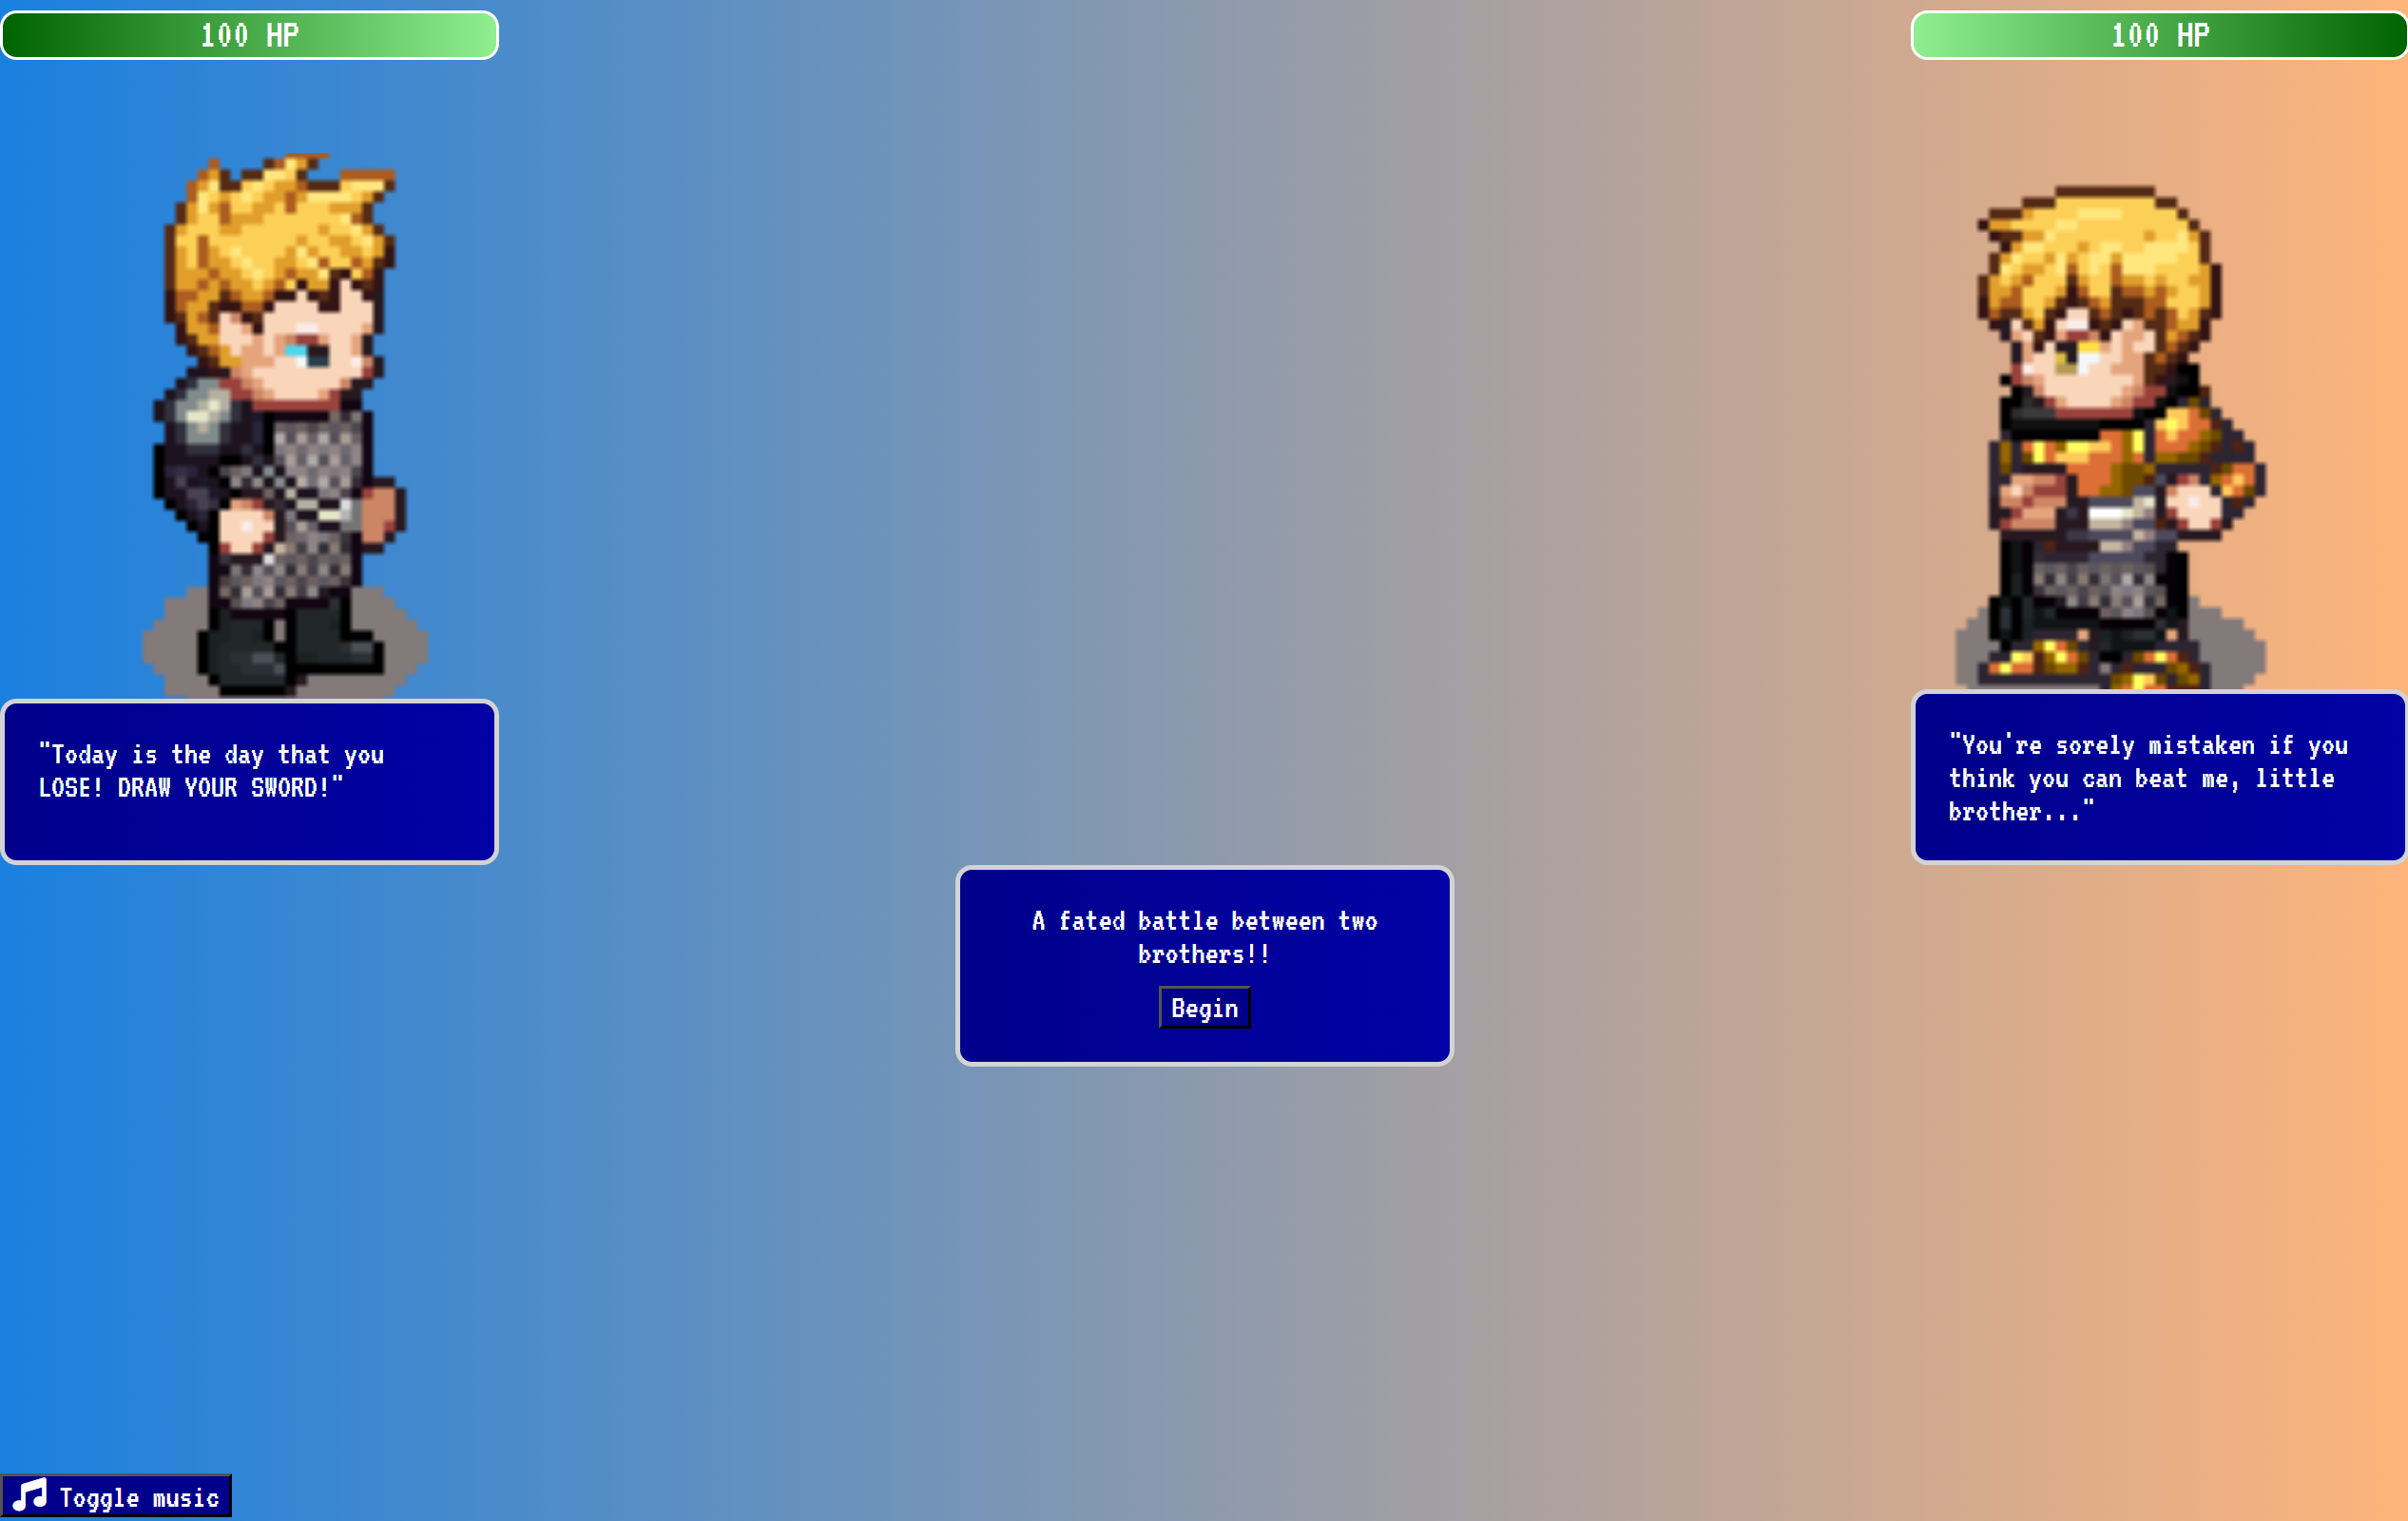 100 HP
100 HP
"Today is the day that you
LOSE! DRAW YOUR SWORD!"
"You're sorely mistaken if you
think you can beat me, little
brother..."
A fated battle between two
brothers!!
Begin
Toggle music